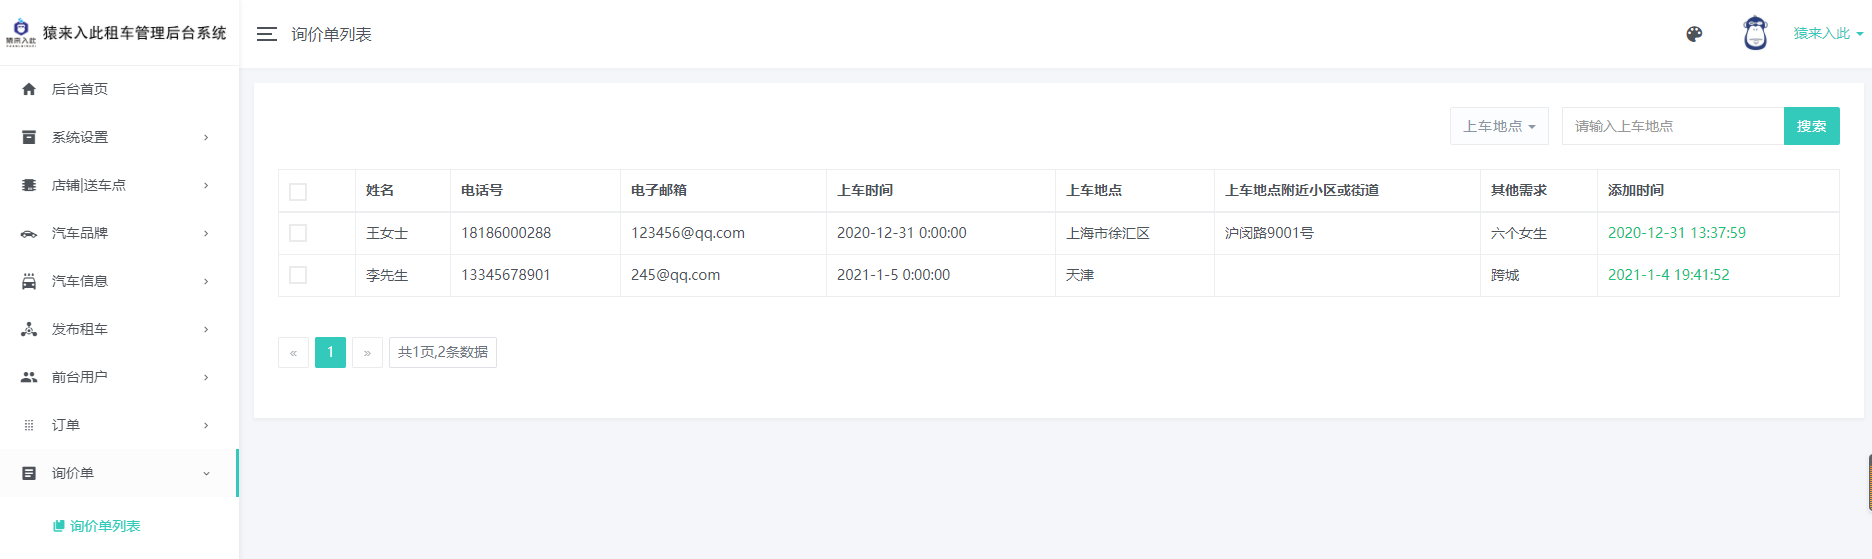 猿来入此
猿来入此租车管理后台系统
询价单列表
猿来入此
后台首页
系统设置
店铺|送车点
汽车品牌
汽车信息
发布租车
前台用户
订单
询价单
询价单列表
上车地点
请输入上车地点
搜索
姓名 电话号 电子邮箱 上车时间 上车地点 上车地点附近小区或街道 其他需求 添加时间
王女士 18186000288 123456@qq.com 2020-12-31 0:00:00 上海市徐汇区 沪闵路9001号 六个女生 2020-12-31 13:37:59
李先生 13345678901 245@qq.com 2021-1-5 0:00:00 天津 跨城 2021-1-4 19:41:52
« 1 » 共1页,2条数据